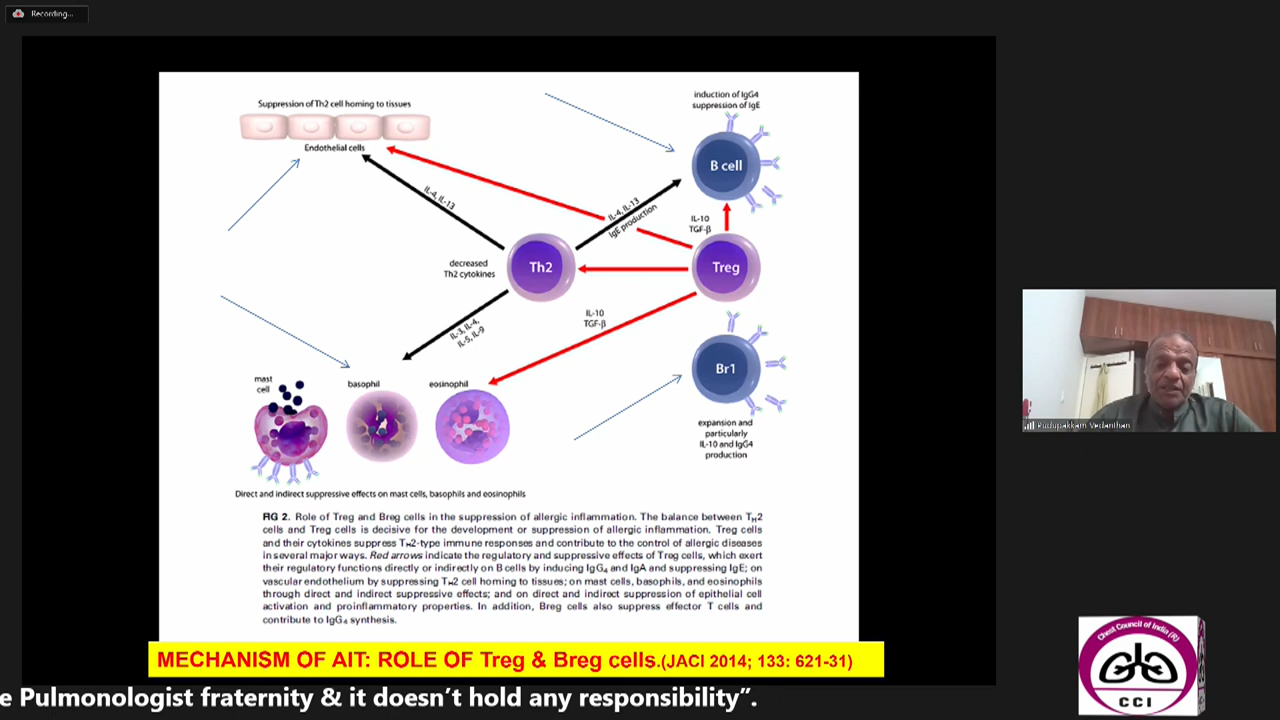 Recording...
Suppression of Th2 cell homing to tissues
Endothelial cells
induction of IgG4
suppression of IgE
B cell
IL-4, IL-13
IL-4, IL-13
IgE production
IL-10
TGF-β
decreased
Th2 cytokines
Th2
Treg
IL-3, IL-4,
IL-5, IL-9
IL-10
TGF-β
mast
cell
basophil
eosinophil
Br1
expansion and
particularly
IL-10 and IgG4
production
Direct and indirect suppressive effects on mast cells, basophils and eosinophils
FIG 2. Role of Treg and Breg cells in the suppression of allergic inflammation. The balance between TH2
cells and Treg cells is decisive for the development or suppression of allergic inflammation. Treg cells
and their cytokines suppress TH2-type immune responses and contribute to the control of allergic diseases
in several major ways. Red arrows indicate the regulatory and suppressive effects of Treg cells, which exert
their regulatory functions directly or indirectly on B cells by inducing IgG4 and IgA and suppressing IgE; on
vascular endothelium by suppressing TH2 cell homing to tissues; on mast cells, basophils, and eosinophils
through direct and indirect suppressive effects; and on direct and indirect suppression of epithelial cell
activation and proinflammatory properties. In addition, Breg cells also suppress effector T cells and
contribute to IgG4 synthesis.
MECHANISM OF AIT: ROLE OF Treg & Breg cells.(JACI 2014; 133: 621-31)
Pudupakkam Vedanthan
Chest Council of India (R)
CCI
e Pulmonologist fraternity & it doesn’t hold any responsibility”.